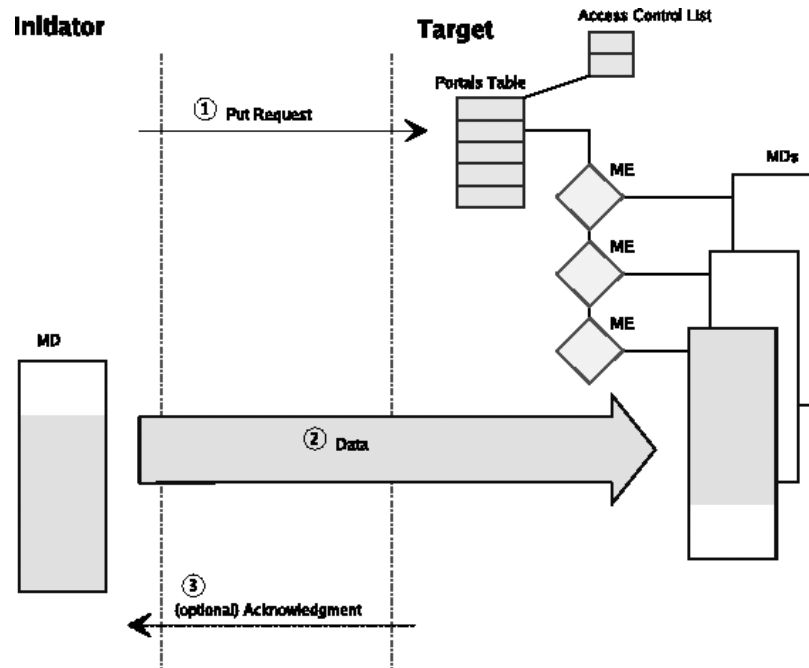 Initiator
Target
Access Control List
Portals Table
① Put Request
ME
MDs
ME
ME
MD
② Data
③
(optional) Acknowledgment